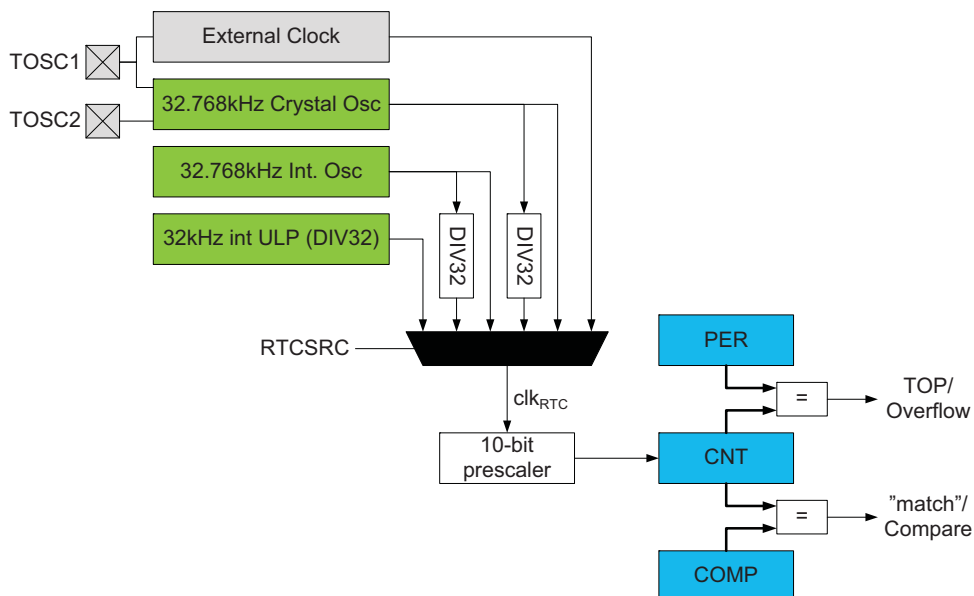 External Clock
TOSC1
32.768kHz Crystal Osc
TOSC2
32.768kHz Int. Osc
32kHz int ULP (DIV32)
DIV32
DIV32
RTCSRC
PER
TOP/
Overflow
=
clkRTC
10-bit
prescaler
CNT
"match"/
Compare
=
COMP